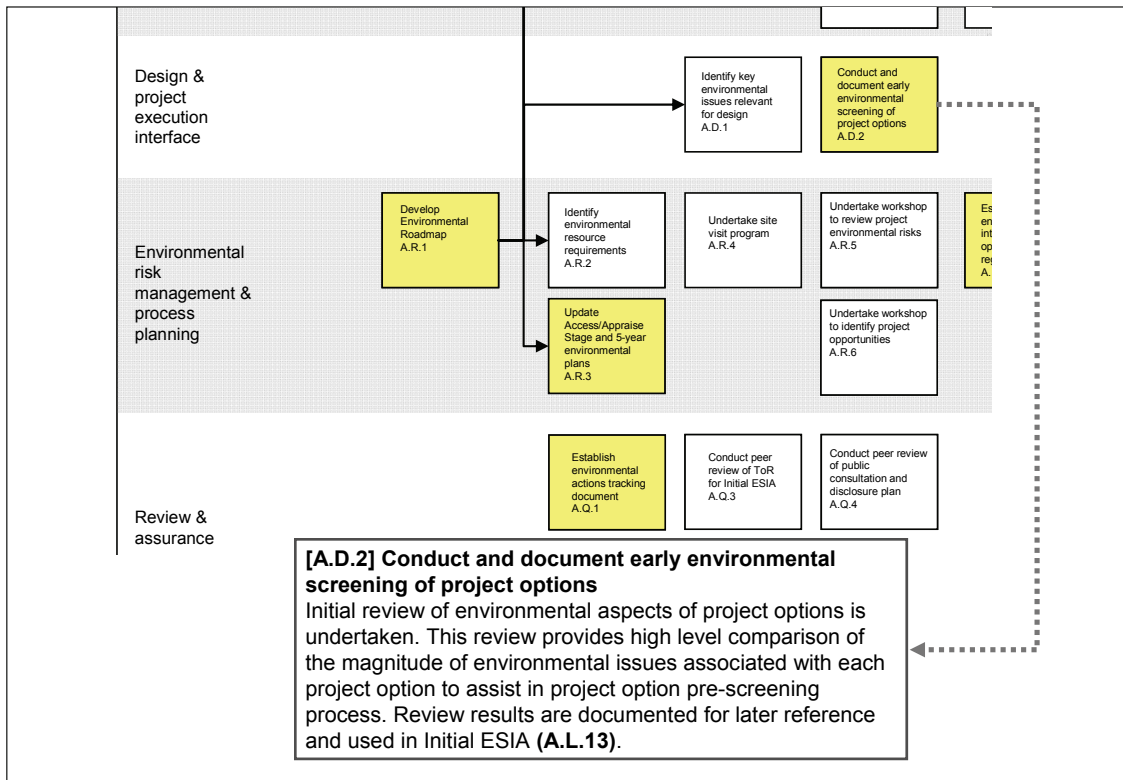 Design &
project
execution
interface
Identify key
environmental
issues relevant
for design
A.D.1
Conduct and
document early
environmental
screening of
project options
A.D.2
Environmental
risk
management &
process
planning
Develop
Environmental
Roadmap
A.R.1
Identify
environmental
resource
requirements
A.R.2
Undertake site
visit program
A.R.4
Undertake workshop
to review project
environmental risks
A.R.5
Es
en
int
op
reg
A.
Update
Access/Appraise
Stage and 5-year
environmental
plans
A.R.3
Undertake workshop
to identify project
opportunities
A.R.6
Review &
assurance
Establish
environmental
actions tracking
document
A.Q.1
Conduct peer
review of ToR
for Initial ESIA
A.Q.3
Conduct peer review
of public
consultation and
disclosure plan
A.Q.4
[A.D.2] Conduct and document early environmental
screening of project options
Initial review of environmental aspects of project options is
undertaken. This review provides high level comparison of
the magnitude of environmental issues associated with each
project option to assist in project option pre-screening
process. Review results are documented for later reference
and used in Initial ESIA (A.L.13).